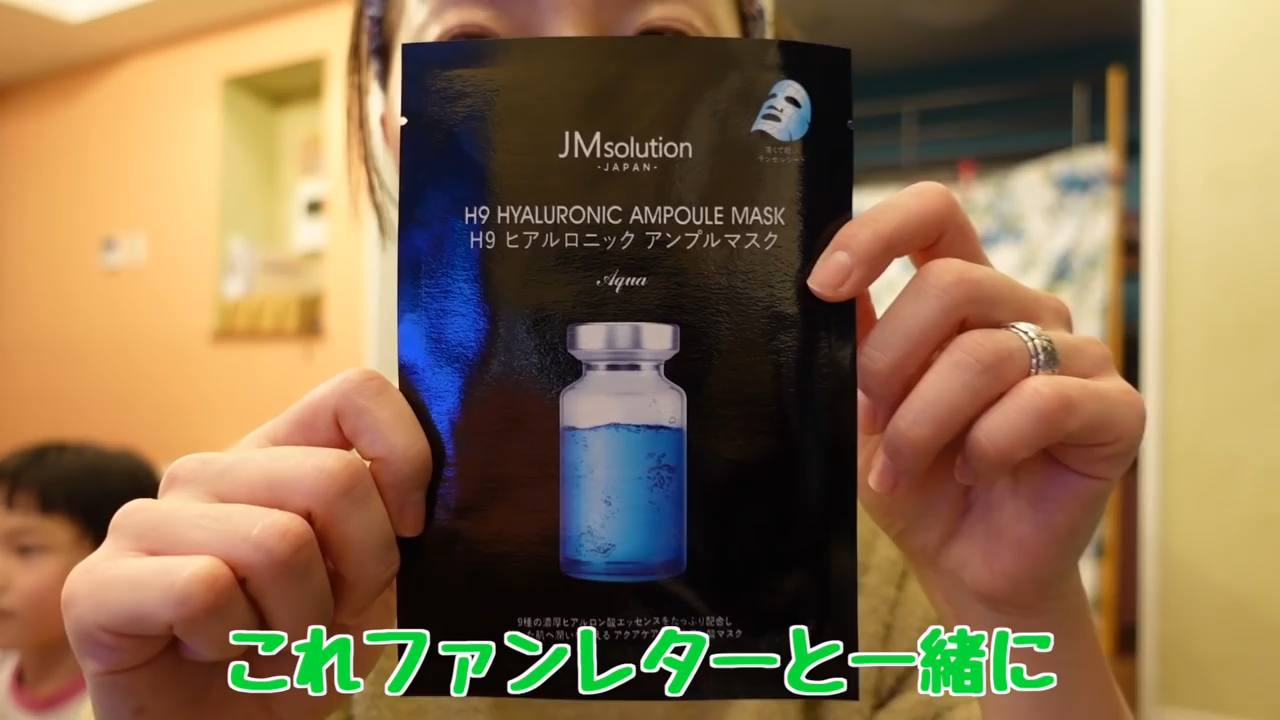 JMsolution
-JAPAN-
H9 HYALURONIC AMPOULE MASK
H9 ヒアルロニック アンプルマスク
Aqua
9種の濃厚ヒアルロン酸エッセンスをたっぷり配合し
これファンレターと一緒に